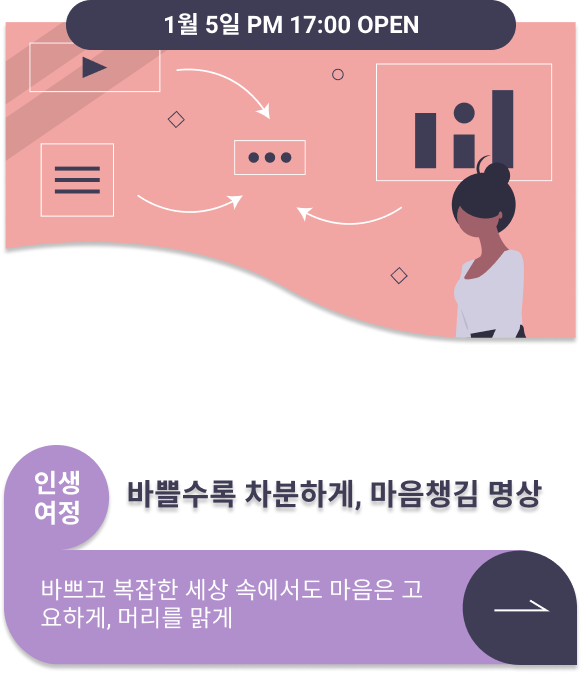 1월 5일 PM 17:00 OPEN
인생
여정
바쁠수록 차분하게, 마음챙김 명상
바쁘고 복잡한 세상 속에서도 마음은 고
요하게, 머리를 맑게